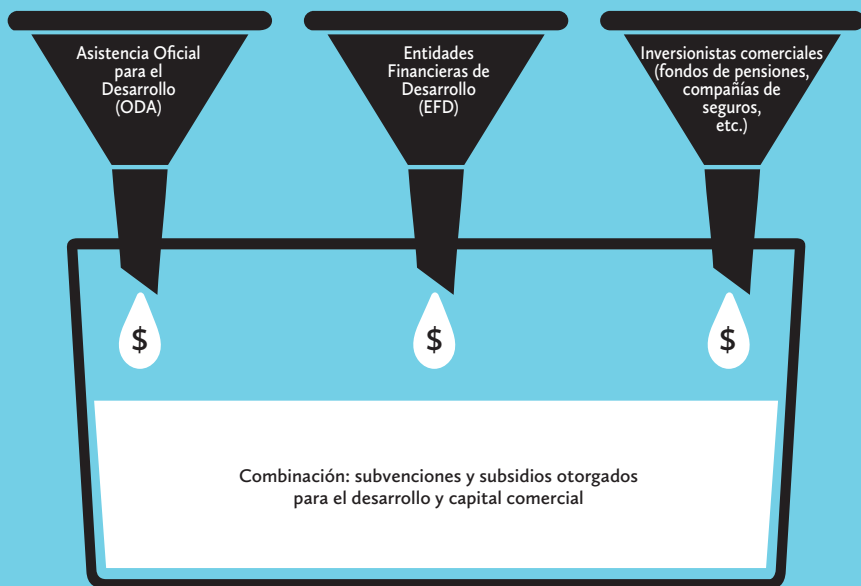 Asistencia Oficial
para el
Desarrollo
(ODA)
Entidades
Financieras de
Desarrollo
(EFD)
Inversionistas comerciales
(fondos de pensiones,
compañías de
seguros,
etc.)
$
$
$
Combinación: subvenciones y subsidios otorgados
para el desarrollo y capital comercial